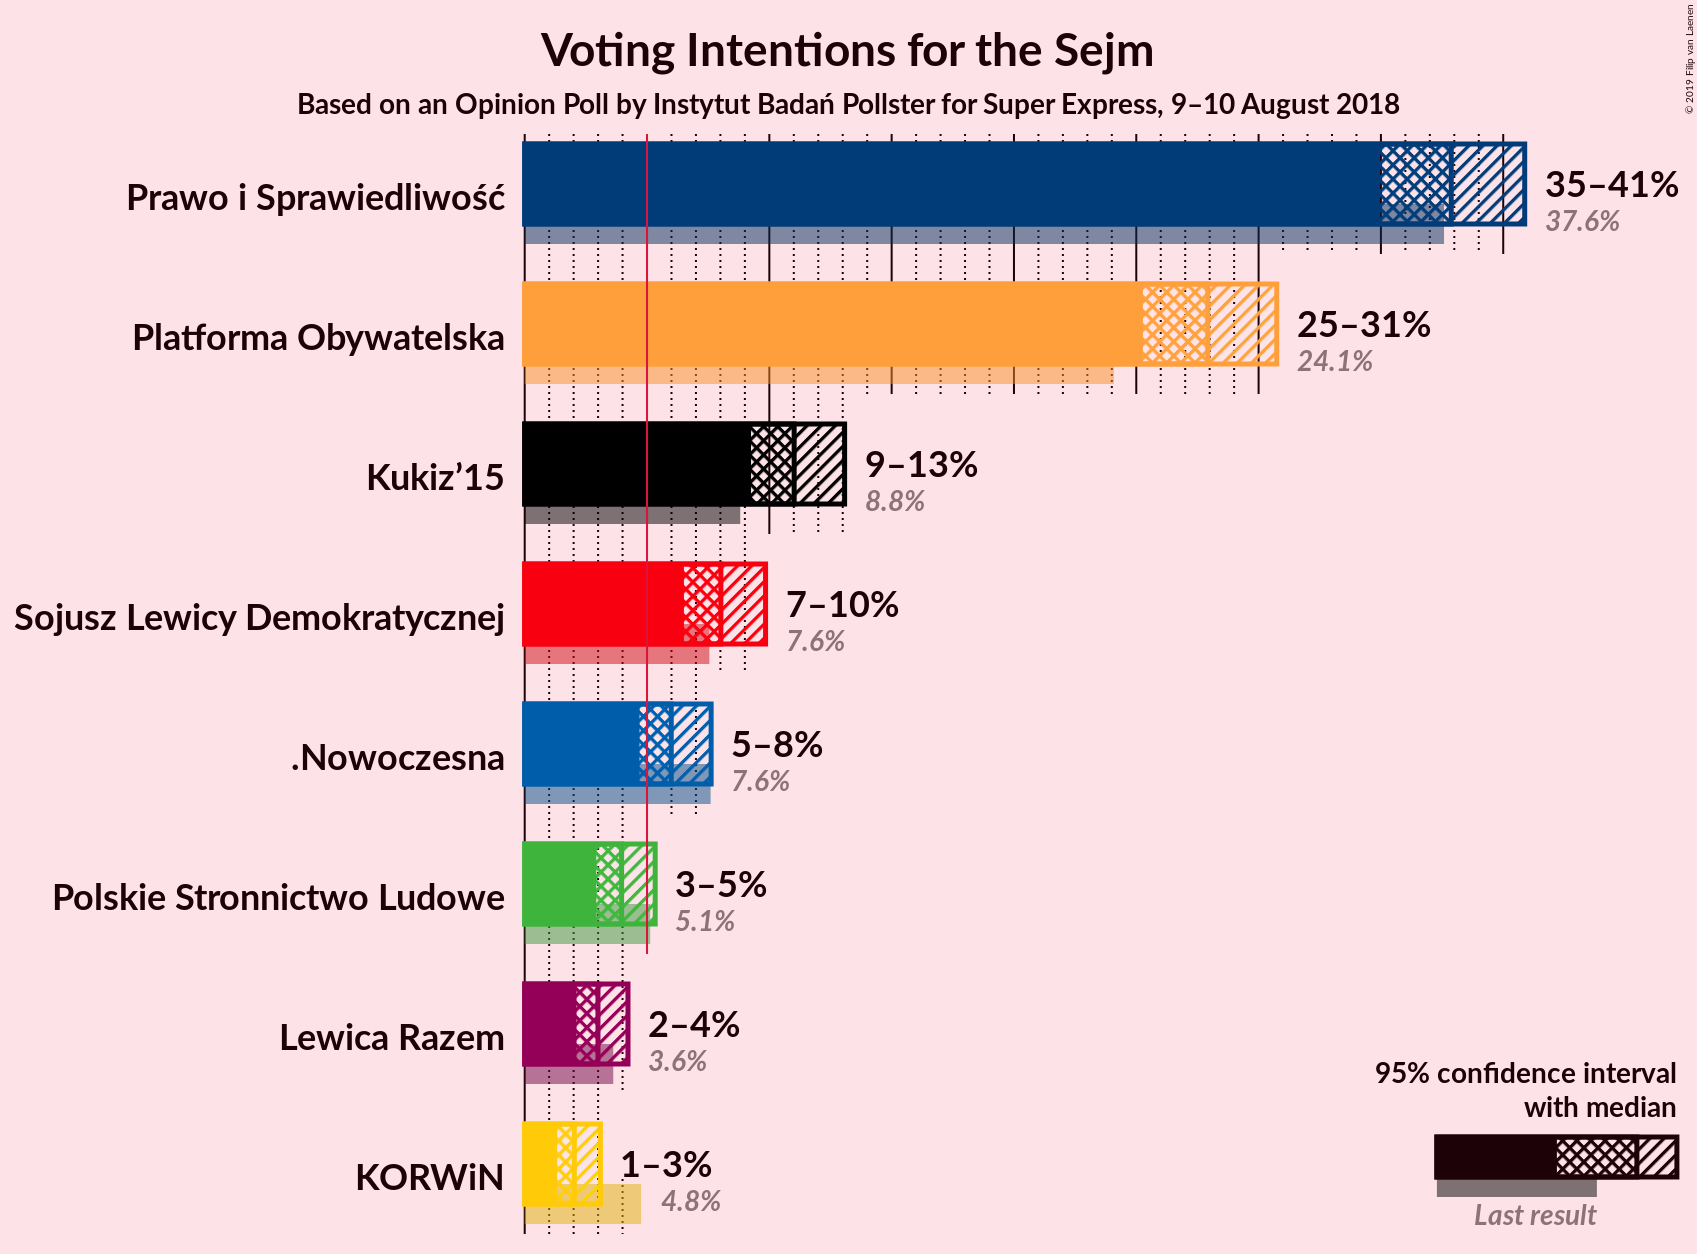 Voting Intentions for the Sejm
Based on an Opinion Poll by Instytut Badań Pollster for Super Express, 9–10 August 2018
© 2019 Filip van Laenen
Prawo i Sprawiedliwość
35–41%
37.6%
Platforma Obywatelska
25–31%
24.1%
Kukiz’15
9–13%
8.8%
Sojusz Lewicy Demokratycznej
7–10%
7.6%
.Nowoczesna
5–8%
7.6%
Polskie Stronnictwo Ludowe
3–5%
5.1%
Lewica Razem
2–4%
3.6%
KORWiN
1–3%
4.8%
95% confidence interval
with median
Last result